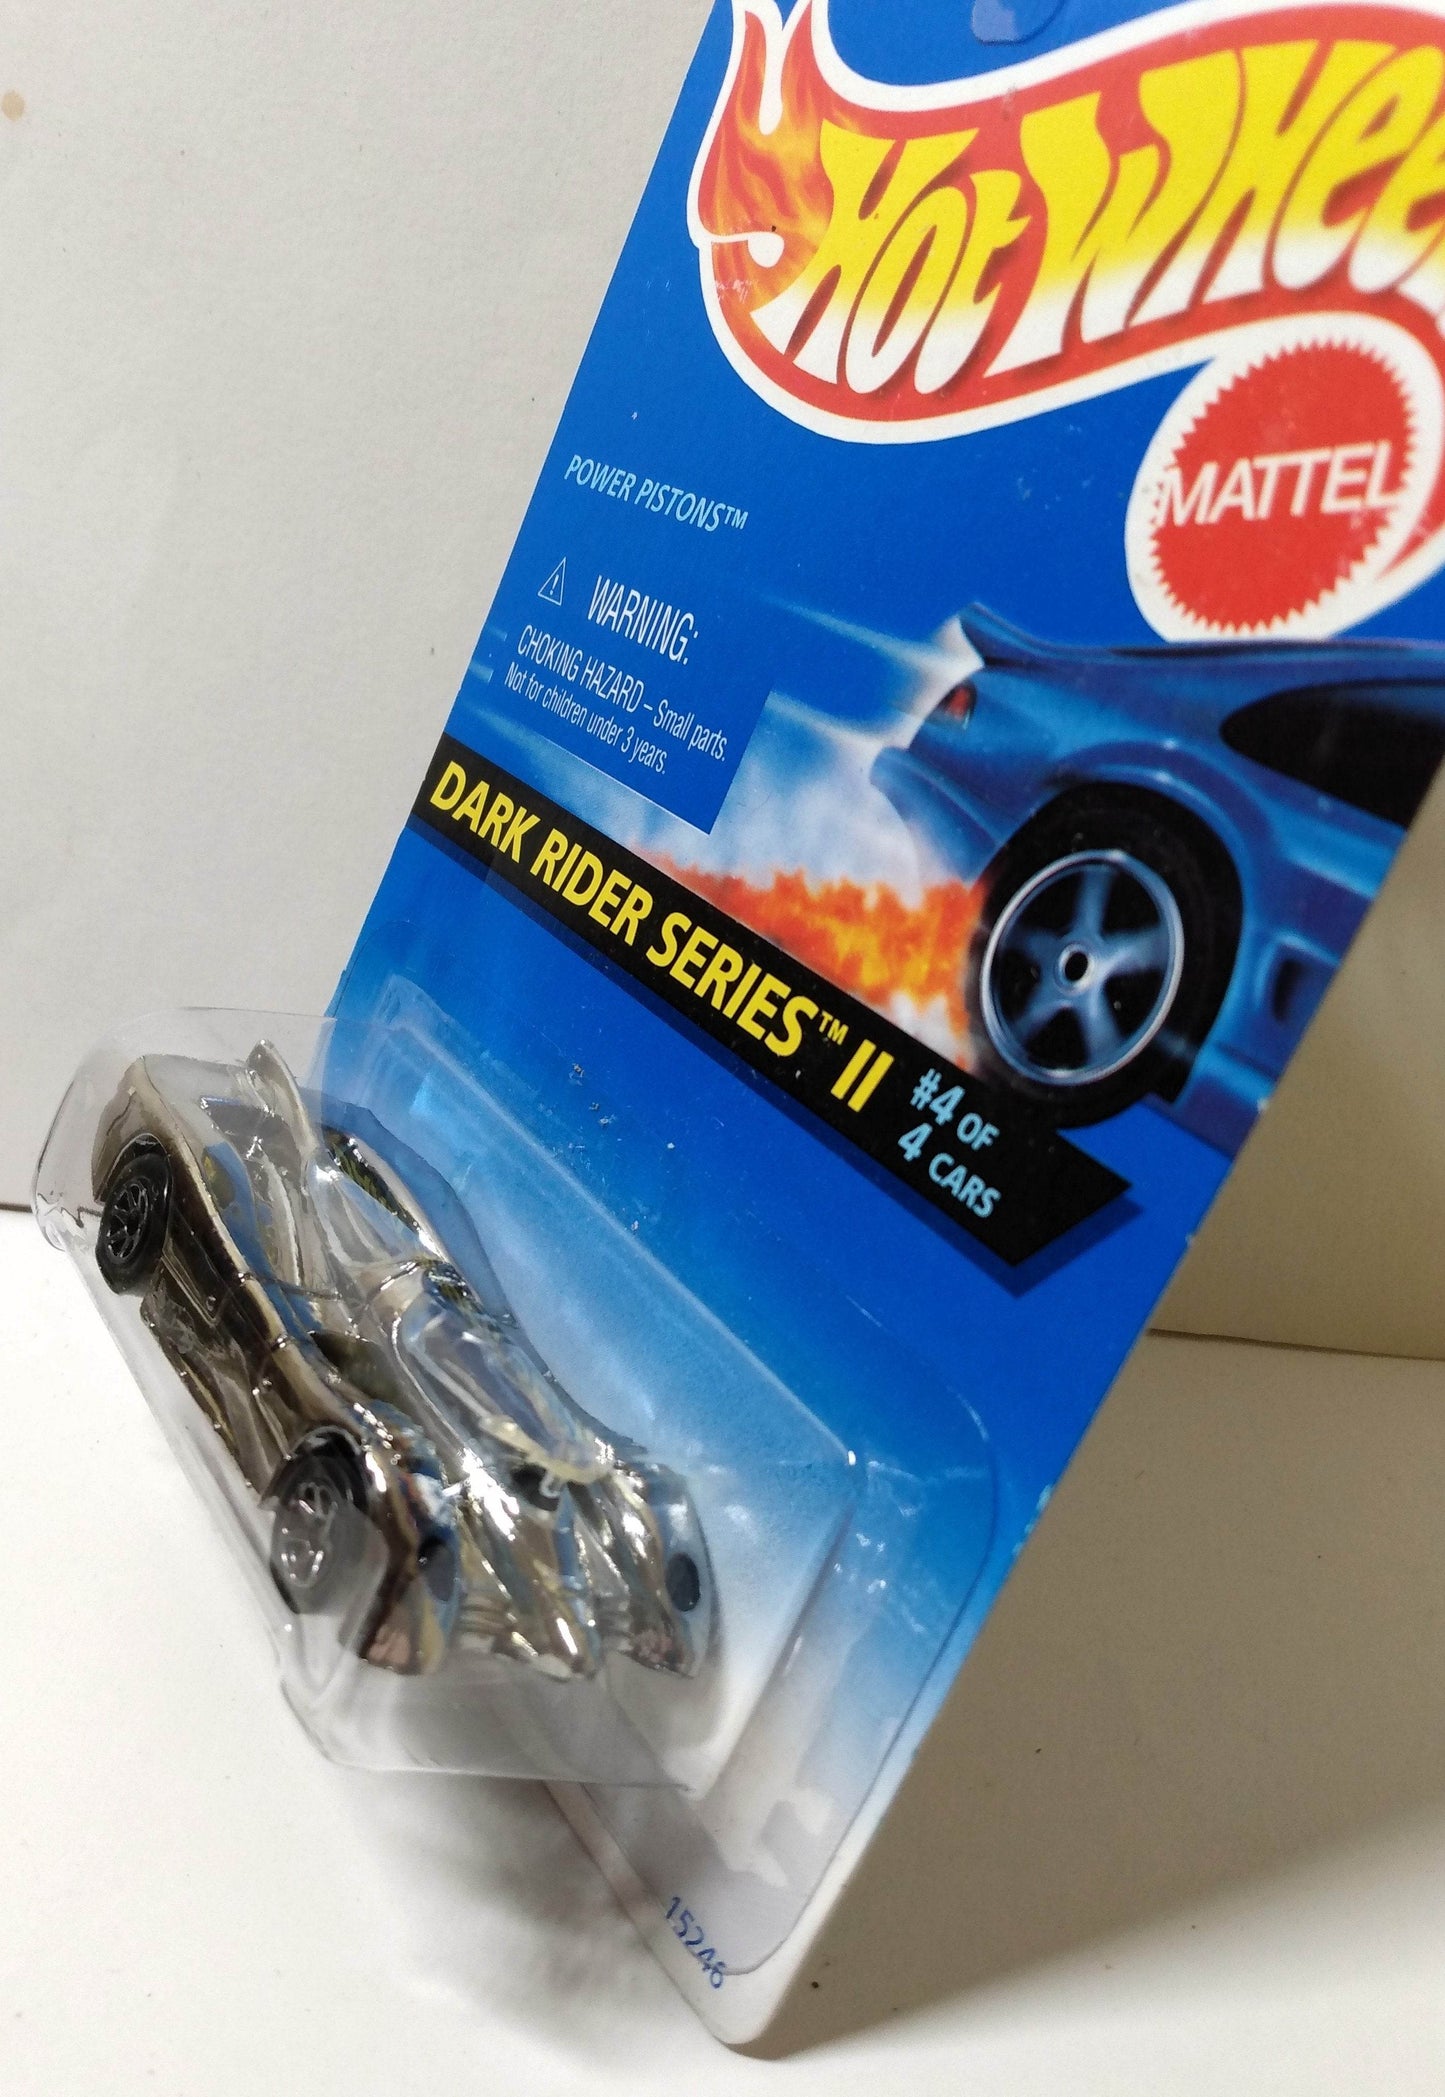 HOT WHEE
MATTEL
POWER PISTONS™
⚠ WARNING:
CHOKING HAZARD – Small parts.
Not for children under 3 years.
DARK RIDER SERIES™ II
#4 OF
4 CARS
15246